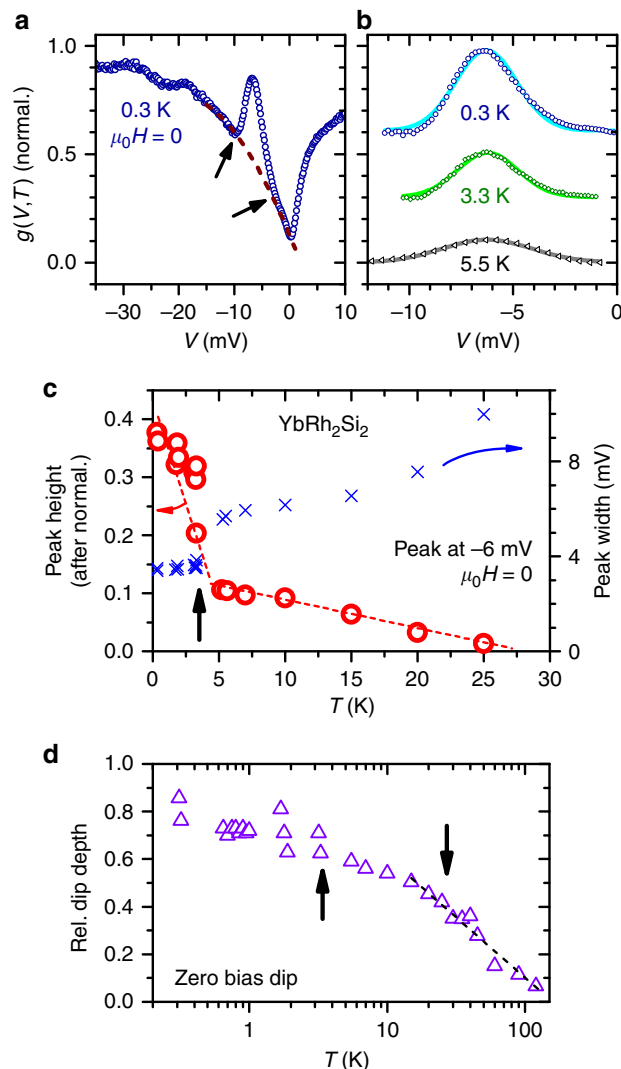 a
b
1.0
0.5
0.0
g(V,T) (normal.)
0.3 K
μ₀H = 0
−30
−20
−10
0
10
V (mV)
0.3 K
3.3 K
5.5 K
−10
−5
0
V (mV)
c
0.4
0.3
0.2
0.1
0.0
Peak height
(after normal.)
YbRh₂Si₂
Peak at −6 mV
μ₀H = 0
8
6
4
2
0
Peak width (mV)
0
5
10
15
20
25
30
T (K)
d
1.0
0.8
0.6
0.4
0.2
0.0
Rel. dip depth
Zero bias dip
1
10
100
T (K)